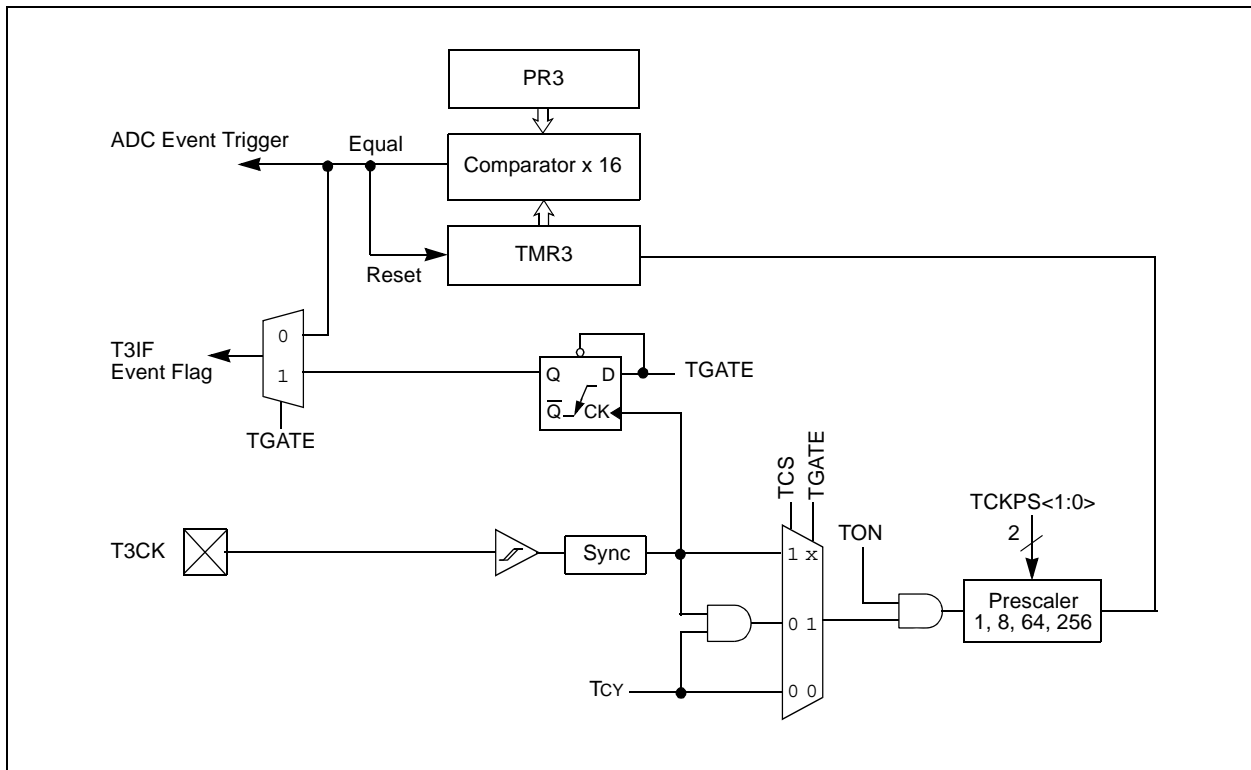 PR3
ADC Event Trigger
Equal
Comparator x 16
TMR3
Reset
0
T3IF
Event Flag
1
TGATE
Q
D
TGATE
Q̅
CK
TCS
TGATE
TCKPS<1:0>
2
T3CK
Sync
1 x
TON
Prescaler
1, 8, 64, 256
0 1
TCY
0 0